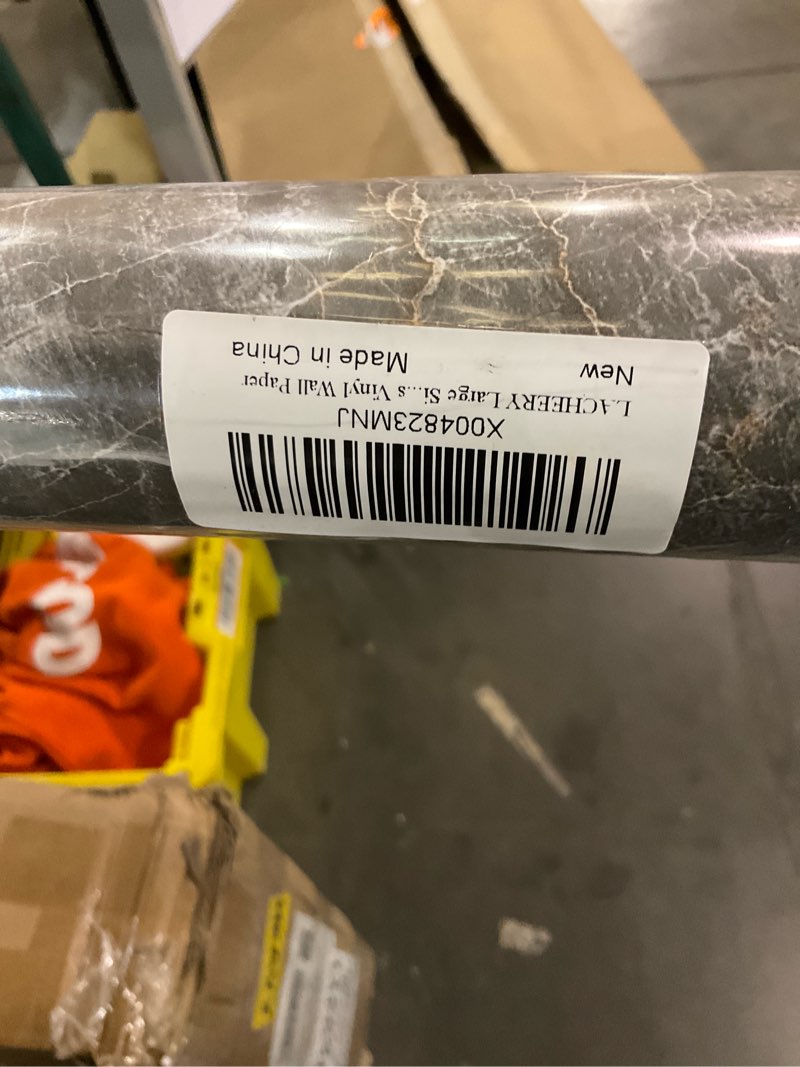 X004823MNJ
LACHEERY Large Si...s Vinyl Wall Paper
New
Made in China